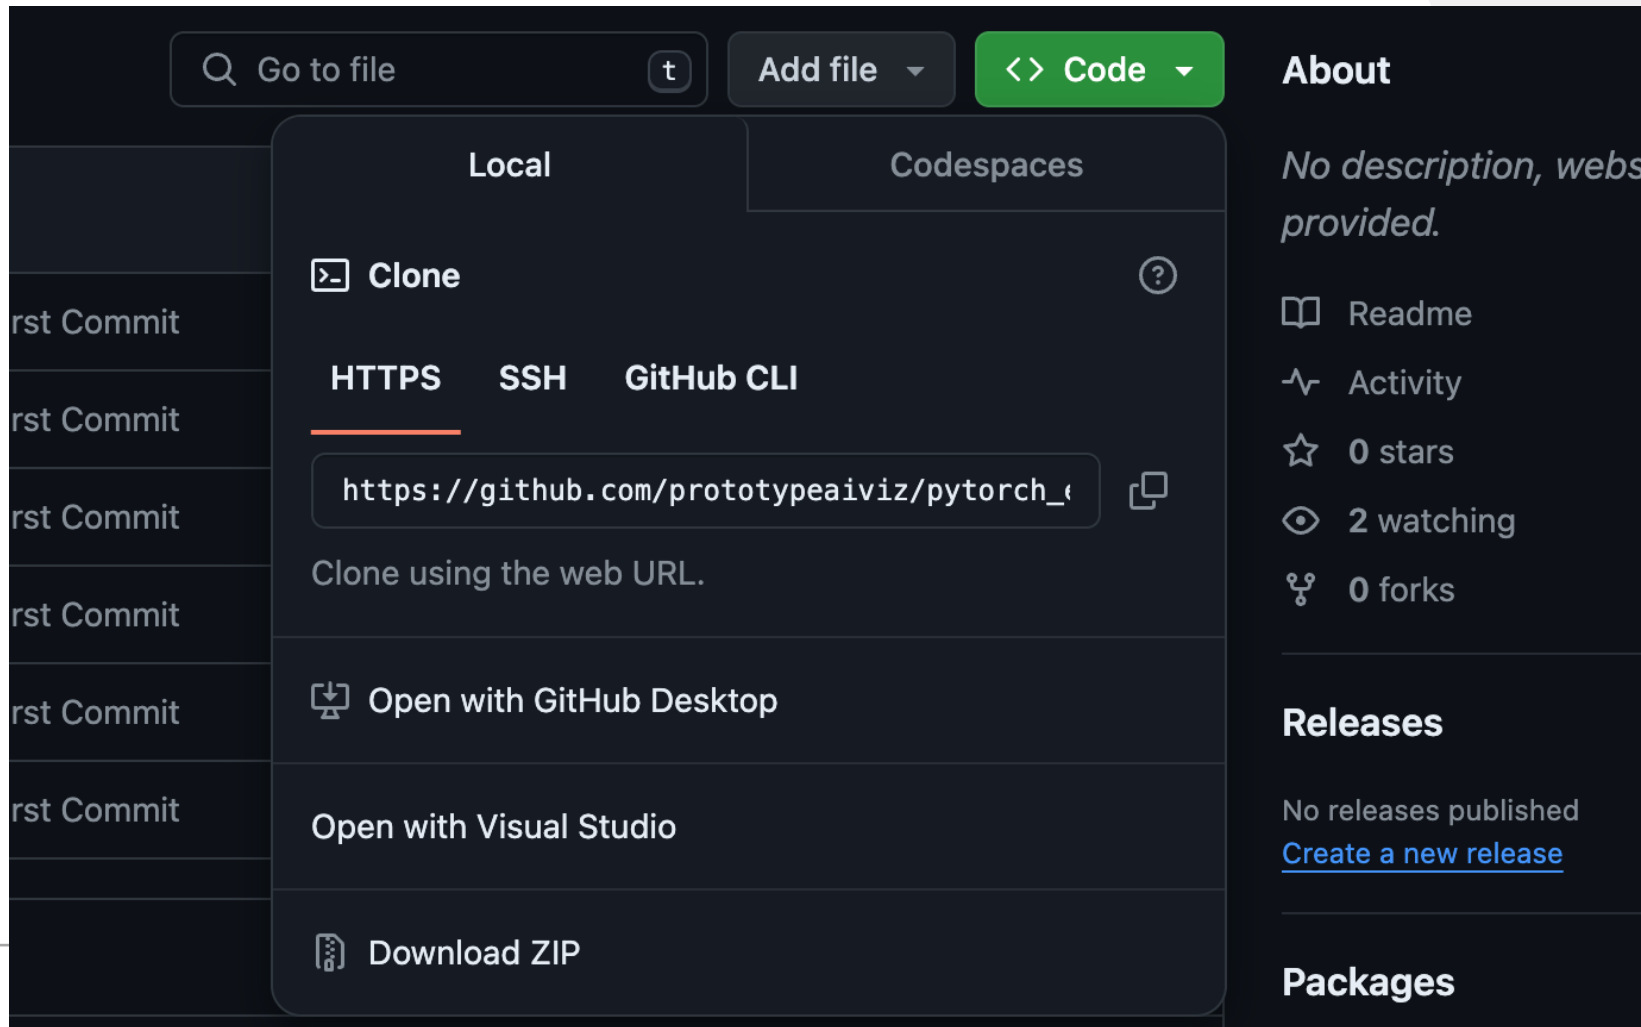 Go to file
t
Add file
Code
Local
Codespaces
Clone
HTTPS
SSH
GitHub CLI
https://github.com/prototypeaiviz/pytorch_
Clone using the web URL.
Open with GitHub Desktop
Open with Visual Studio
Download ZIP
rst Commit
rst Commit
rst Commit
rst Commit
rst Commit
rst Commit
About
No description, webs
provided.
Readme
Activity
0 stars
2 watching
0 forks
Releases
No releases published
Create a new release
Packages